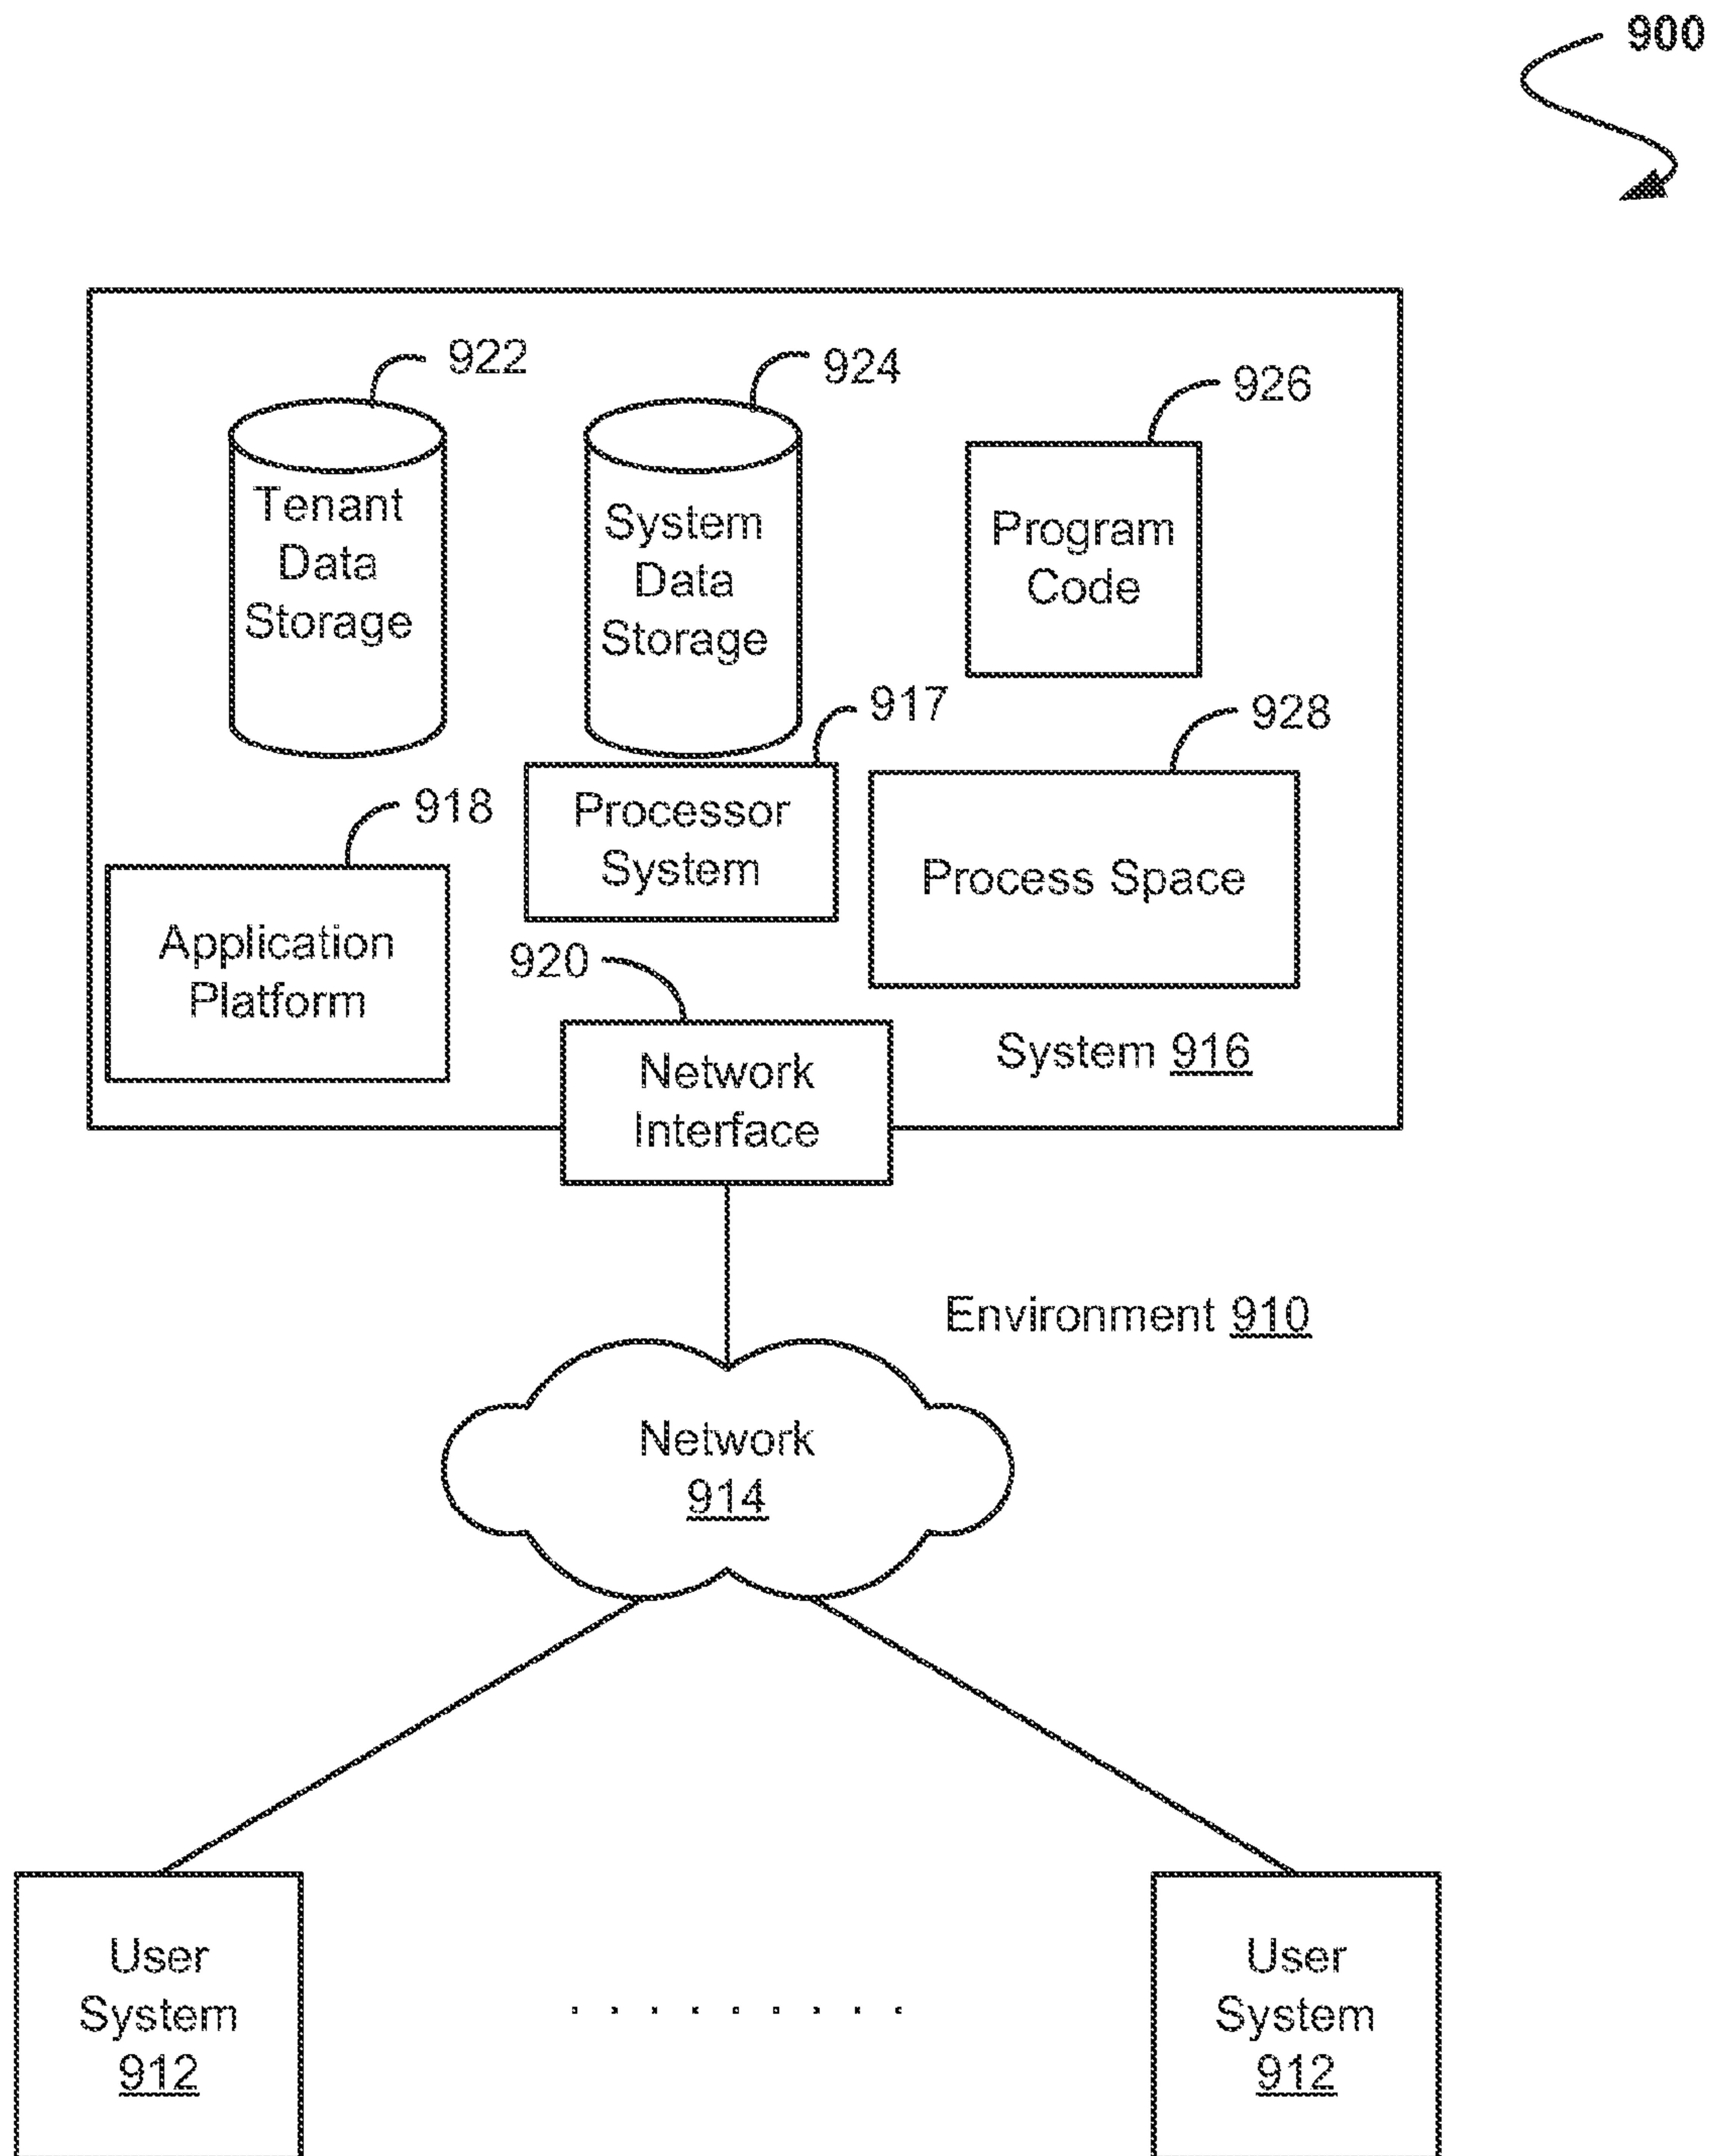 900
922
924
926
Tenant
Data
Storage
System
Data
Storage
Program
Code
917
928
918
Processor
System
Process Space
Application
Platform
920
Network
Interface
System 916
Environment 910
Network
914
User
System
912
User
System
912